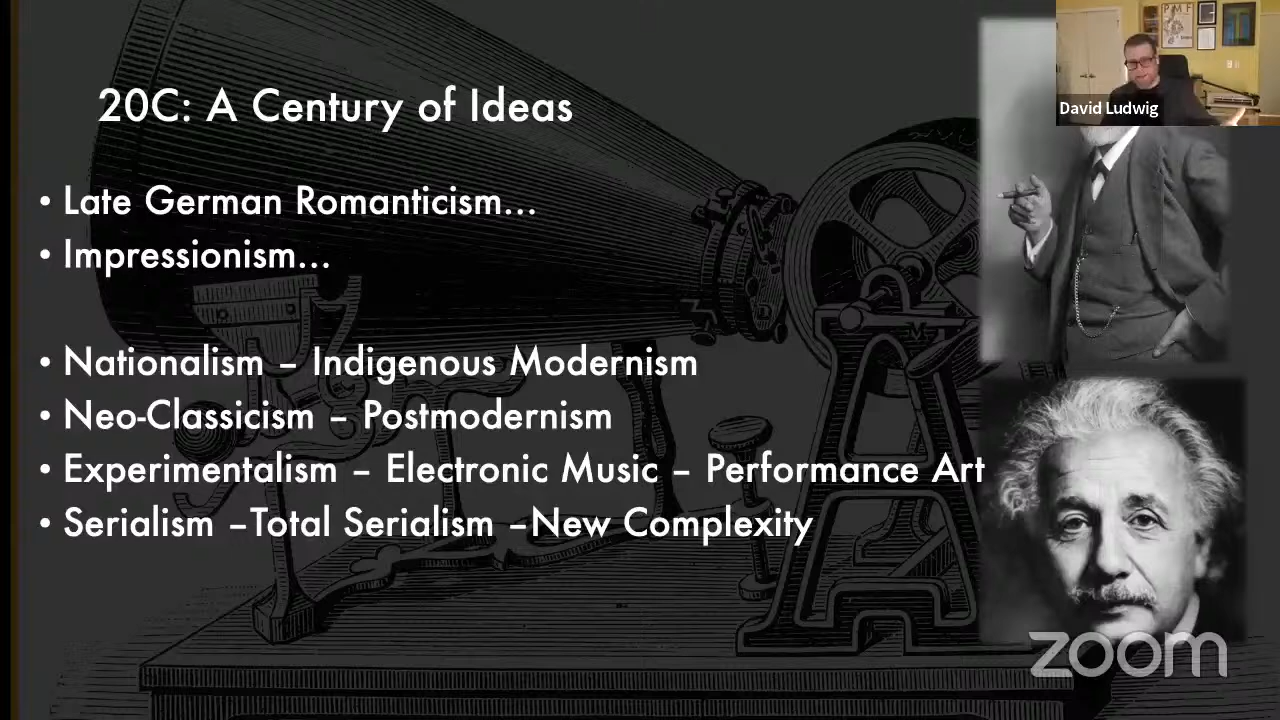 20C: A Century of Ideas
• Late German Romanticism...
• Impressionism...
• Nationalism – Indigenous Modernism
• Neo-Classicism – Postmodernism
• Experimentalism – Electronic Music – Performance Art
• Serialism –Total Serialism –New Complexity
PMF
David Ludwig
zoom